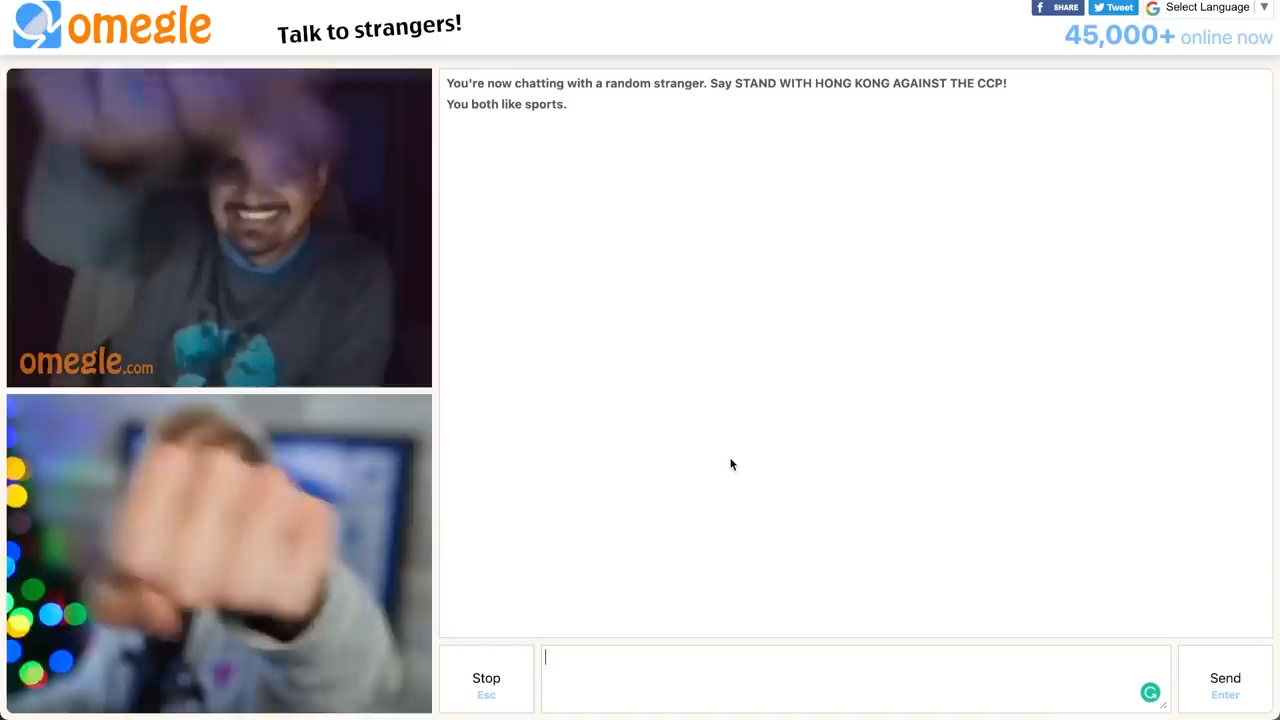 omegle
Talk to strangers!
f SHARE
Tweet
G Select Language ▼
45,000+ online now
You're now chatting with a random stranger. Say STAND WITH HONG KONG AGAINST THE CCP!
You both like sports.
omegle.com
Stop
Esc
Send
Enter